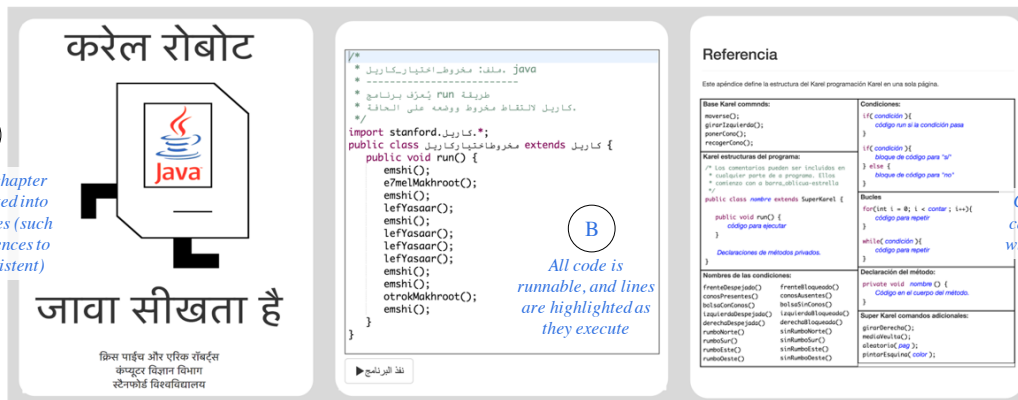 करेल रोबोट
Java
जावा सीखता है
क्रिस पाईच और एरिक रॉबर्ट्स
कंप्यूटर विज्ञान विभाग
स्टैनफोर्ड विश्वविद्यालय
hapter
ed into
es (such
nces to
istent)
/*
* ملف: مخروط_اختبار_كاريل. java
* --------------------------
* طريقة run يُعرّف برنامج
* كاريل لالتقاط مخروط ووضعه على الحافة.
*/
import stanford.كاريل.*;
public class مخروطاختباركاريل extends كاريل {
public void run() {
emshi();
e7melMakhroot();
emshi();
lefYasaar();
emshi();
lefYasaar();
lefYasaar();
lefYasaar();
emshi();
emshi();
otrokMakhroot();
emshi();
}
}
نفذ البرنامج
B
All code is
runnable, and lines
are highlighted as
they execute
Referencia
Este apéndice define la estructura del Karel programación Karel en una sola página.
Base Karel commnds:
moverse();
girarIzquierda();
ponerCono();
recogerCono();
Karel estructuras del programa:
/* Los comentarios pueden ser incluidos en
cualquier parte de a programa. Ellos
comienzo con a barra_oblicua-estrella
*/
public class nombre extends SuperKarel {
public void run() {
código para ejecutar
}
Declaraciones de métodos privados.
}
Nombres de las condiciones:
frenteDespejado() frenteBloqueado()
conosPresentes() conosAusentes()
bolsaConConos() bolsaSinConos()
izquierdaDespejado() izquierdaBloqueado()
derechaDespejado() derechaBloqueado()
rumboNorte() sinRumboNorte()
rumboSur() sinRumboSur()
rumboEste() sinRumboEste()
rumboOeste() sinRumboOeste()
Condiciones:
if( condición ){
código run si la condición pasa
}
if( condición ){
bloque de código para "si"
} else {
bloque de código para "no"
}
Bucles
for(int i = 0; i < contar ; i++){
código para repetir
}
while( condición ){
código para repetir
}
Declaración del método:
private void nombre () {
Código en el cuerpo del método.
}
Super Karel comandos adicionales:
girarDerecha();
mediaVeulta();
aleatorio( pag );
pintarEsquina( color );